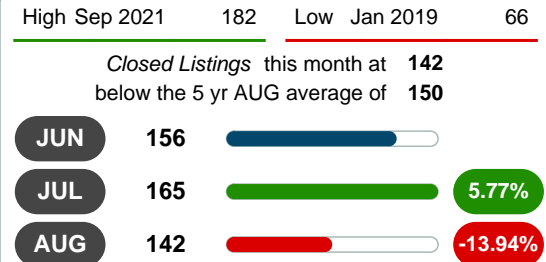 High Sep 2021 182 Low Jan 2019 66
Closed Listings this month at 142
below the 5 yr AUG average of 150
JUN 156
JUL 165 5.77%
AUG 142 -13.94%